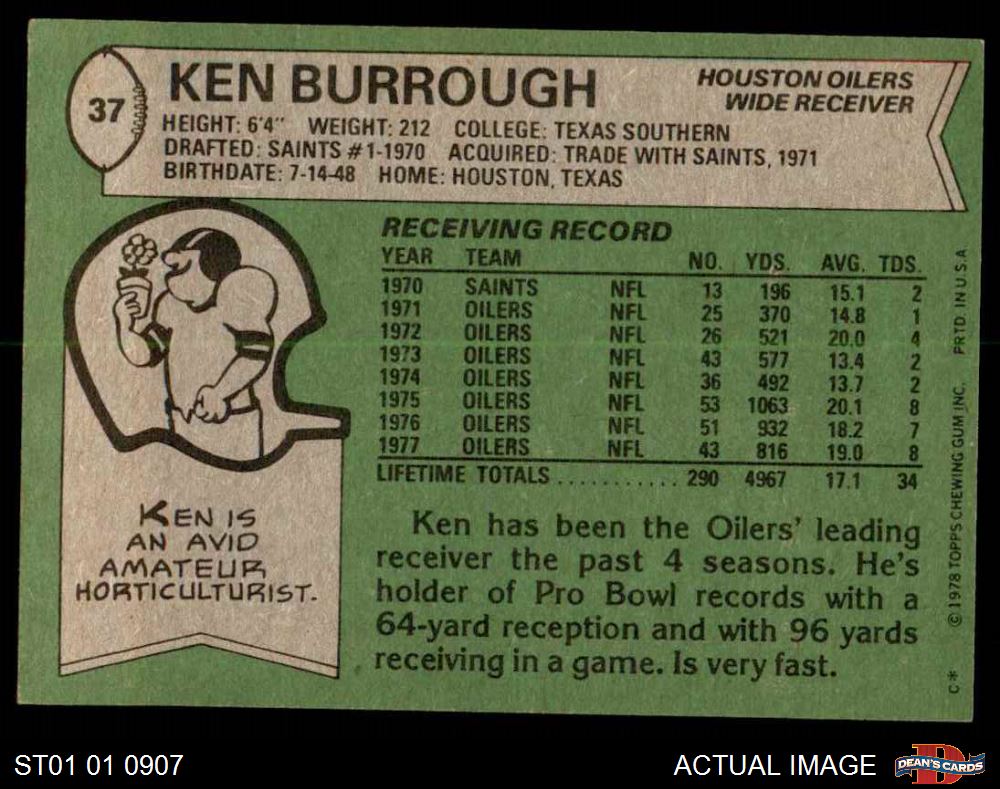 37
KEN BURROUGH
HOUSTON OILERS
WIDE RECEIVER
HEIGHT: 6'4" WEIGHT: 212 COLLEGE: TEXAS SOUTHERN
DRAFTED: SAINTS #1-1970 ACQUIRED: TRADE WITH SAINTS, 1971
BIRTHDATE: 7-14-48 HOME: HOUSTON, TEXAS
RECEIVING RECORD
YEAR TEAM NO. YDS. AVG. TDS.
1970 SAINTS NFL 13 196 15.1 2
1971 OILERS NFL 25 370 14.8 1
1972 OILERS NFL 26 521 20.0 4
1973 OILERS NFL 43 577 13.4 2
1974 OILERS NFL 36 492 13.7 2
1975 OILERS NFL 53 1063 20.1 8
1976 OILERS NFL 51 932 18.2 7
1977 OILERS NFL 43 816 19.0 8
LIFETIME TOTALS ........... 290 4967 17.1 34
KEN IS
AN AVID
AMATEUR
HORTICULTURIST.
Ken has been the Oilers' leading
receiver the past 4 seasons. He's
holder of Pro Bowl records with a
64-yard reception and with 96 yards
receiving in a game. Is very fast.
C* © 1978 TOPPS CHEWING GUM INC. PRTD. IN U.S.A
ST01 01 0907
ACTUAL IMAGE
D
DEAN'S CARDS